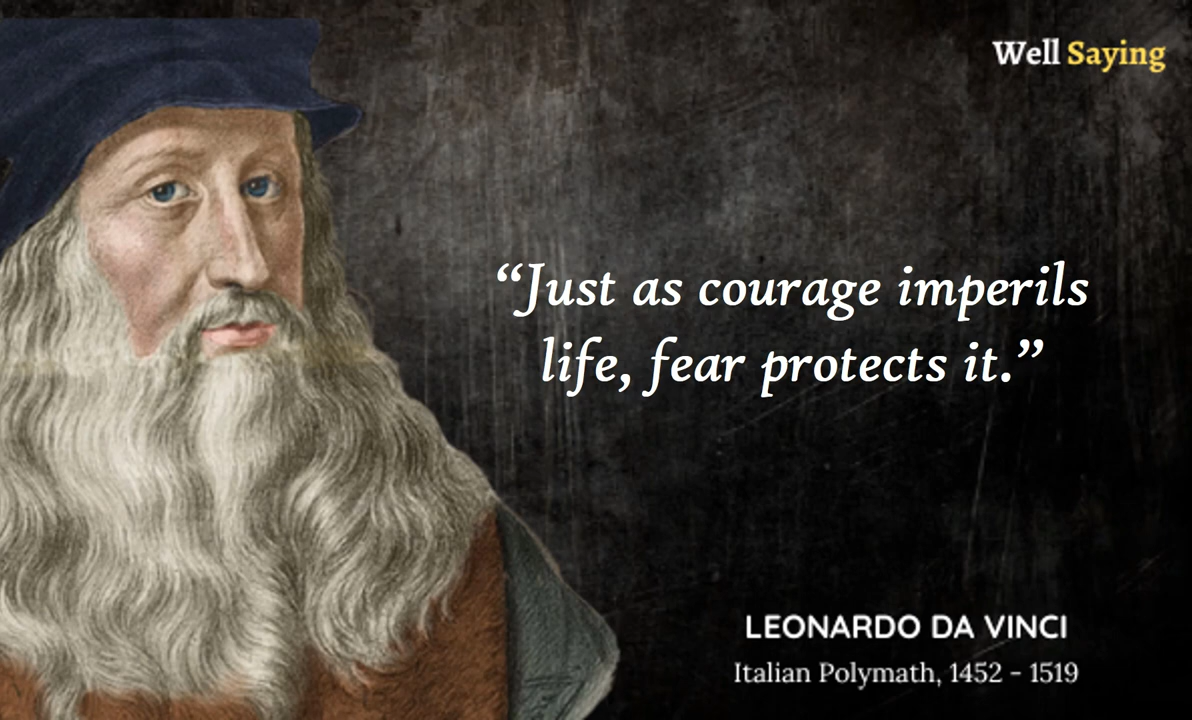 Well Saying
“Just as courage imperils
life, fear protects it.”
LEONARDO DA VINCI
Italian Polymath, 1452 - 1519